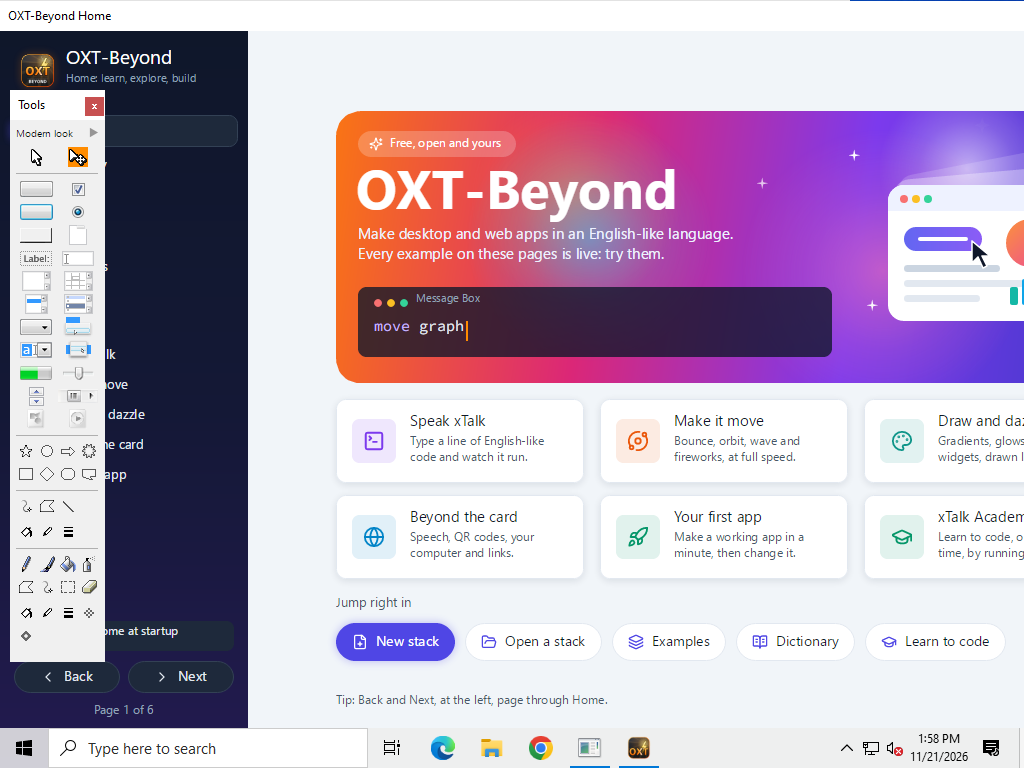 OXT-Beyond Home
OXT-Beyond
Home: learn, explore, build
OXT
BEYOND
Tools
x
Modern look
Label:
lk
nove
dazzle
he card
app
ome at startup
Back
Next
Page 1 of 6
Free, open and yours
OXT-Beyond
Make desktop and web apps in an English-like language.
Every example on these pages is live: try them.
Message Box
move graph
Speak xTalk
Type a line of English-like
code and watch it run.
Make it move
Bounce, orbit, wave and
fireworks, at full speed.
Draw and da
Gradients, glows
widgets, drawn l
Beyond the card
Speech, QR codes, your
computer and links.
Your first app
Make a working app in a
minute, then change it.
xTalk Academ
Learn to code, o
time, by running
Jump right in
New stack
Open a stack
Examples
Dictionary
Learn to code
Tip: Back and Next, at the left, page through Home.
Type here to search
OXT
1:58 PM
11/21/2026